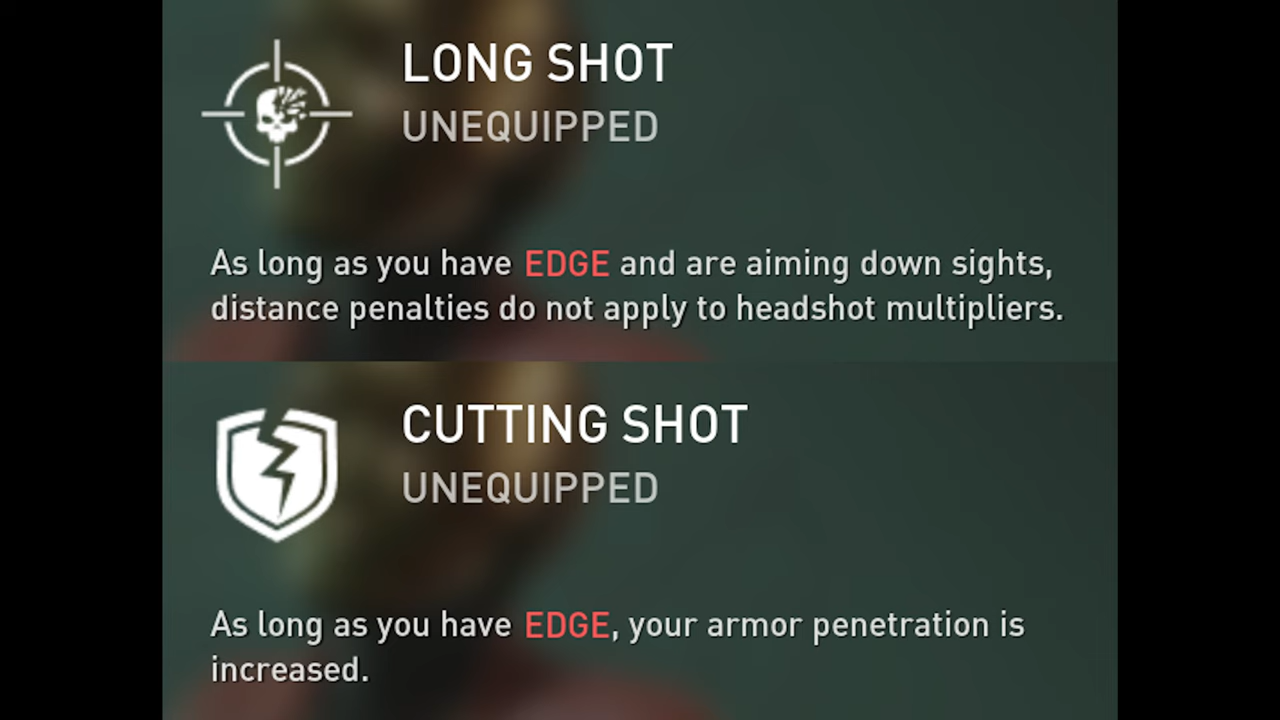 LONG SHOT
UNEQUIPPED
As long as you have EDGE and are aiming down sights,
distance penalties do not apply to headshot multipliers.
CUTTING SHOT
UNEQUIPPED
As long as you have EDGE, your armor penetration is
increased.